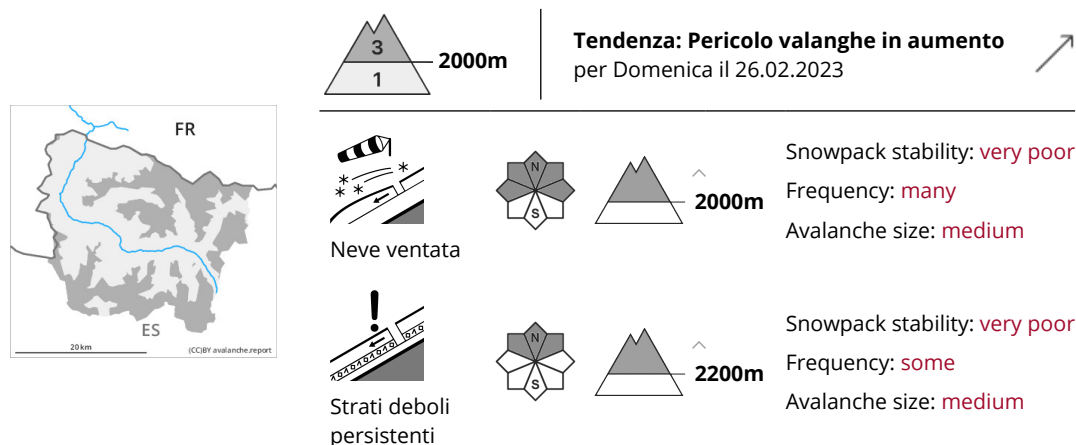 3
1
2000m
Tendenza: Pericolo valanghe in aumento
per Domenica il 26.02.2023
FR
ES
20 km
(CC)BY avalanche.report
Neve ventata
N
S
2000m
Snowpack stability: very poor
Frequency: many
Avalanche size: medium
Strati deboli
persistenti
N
S
2200m
Snowpack stability: very poor
Frequency: some
Avalanche size: medium